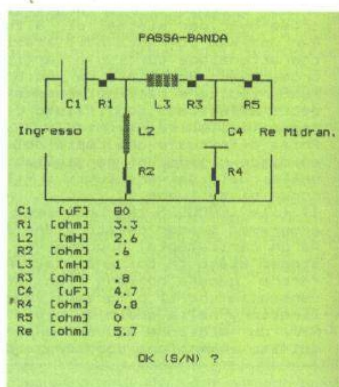 PASSA-BANDA
C1 R1 L3 R3 R5
Ingresso L2 C4 Re Midran.
R2 R4
C1 [uF] 80
R1 [ohm] 3.3
L2 [mH] 2.6
R2 [ohm] .6
L3 [mH] 1
R3 [ohm] .8
C4 [uF] 4.7
R4 [ohm] 6.8
R5 [ohm] 0
Re [ohm] 5.7
OK (S/N) ?